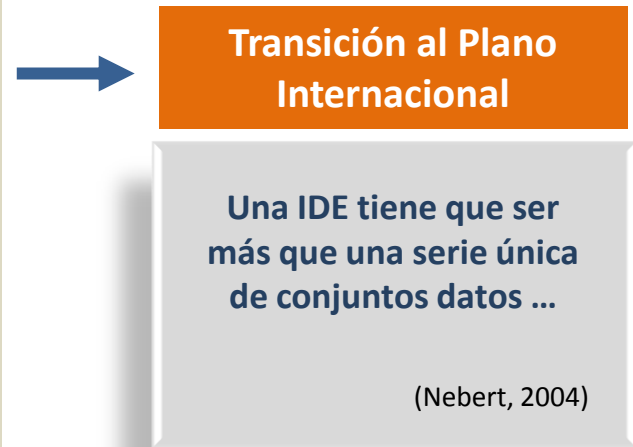 Transición al Plano
Internacional
Una IDE tiene que ser
más que una serie única
de conjuntos datos ...
(Nebert, 2004)